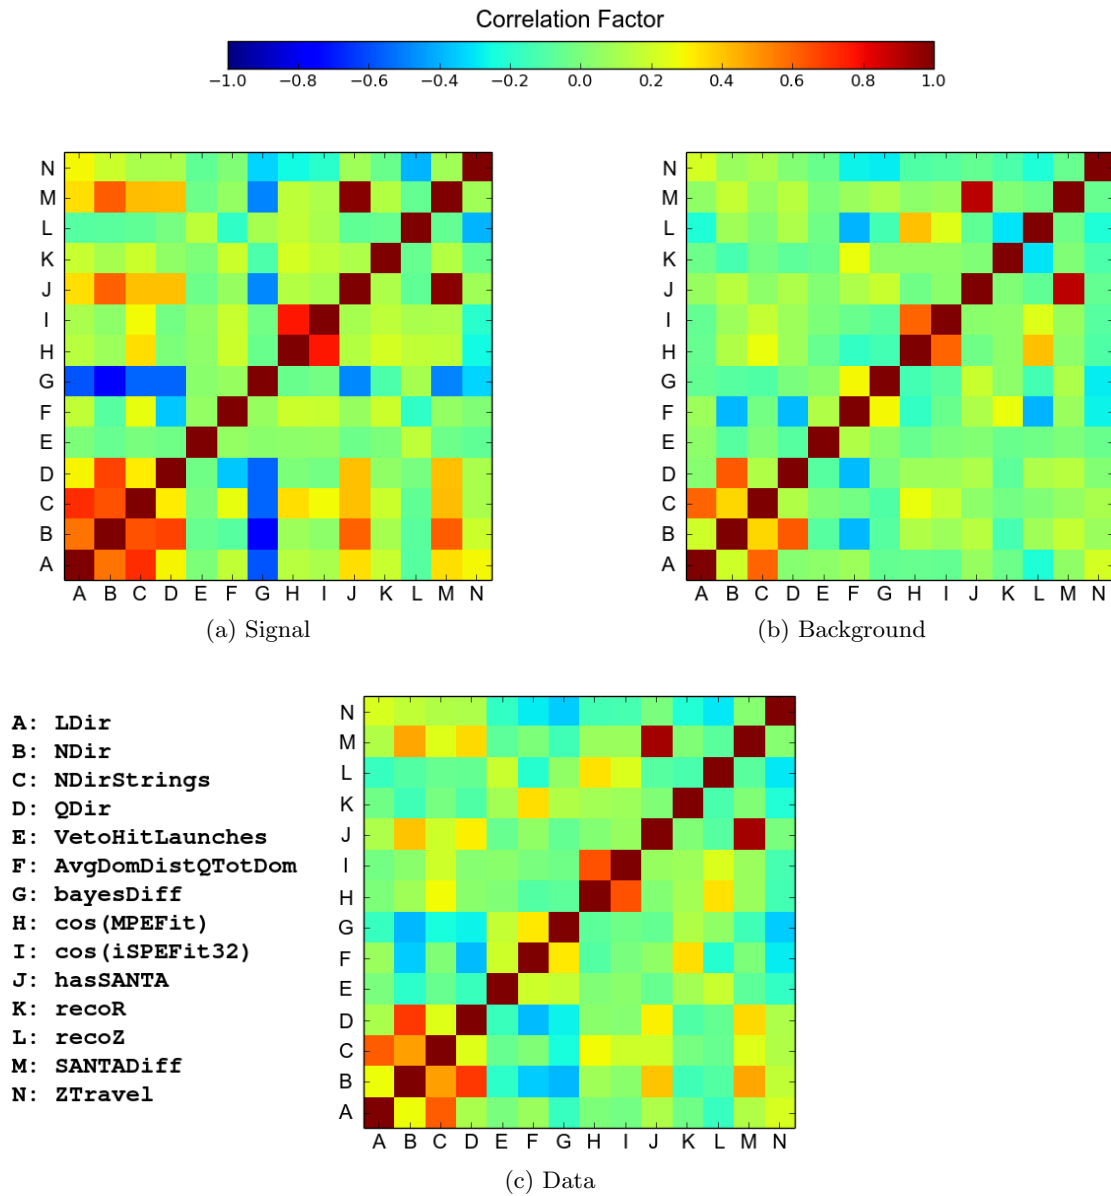 Correlation Factor
−1.0 −0.8 −0.6 −0.4 −0.2 0.0 0.2 0.4 0.6 0.8 1.0
N
M
L
K
J
I
H
G
F
E
D
C
B
A
A B C D E F G H I J K L M N
(a) Signal
N
M
L
K
J
I
H
G
F
E
D
C
B
A
A B C D E F G H I J K L M N
(b) Background
A: LDir
B: NDir
C: NDirStrings
D: QDir
E: VetoHitLaunches
F: AvgDomDistQTotDom
G: bayesDiff
H: cos(MPEFit)
I: cos(iSPEFit32)
J: hasSANTA
K: recoR
L: recoZ
M: SANTADiff
N: ZTravel
N
M
L
K
J
I
H
G
F
E
D
C
B
A
A B C D E F G H I J K L M N
(c) Data